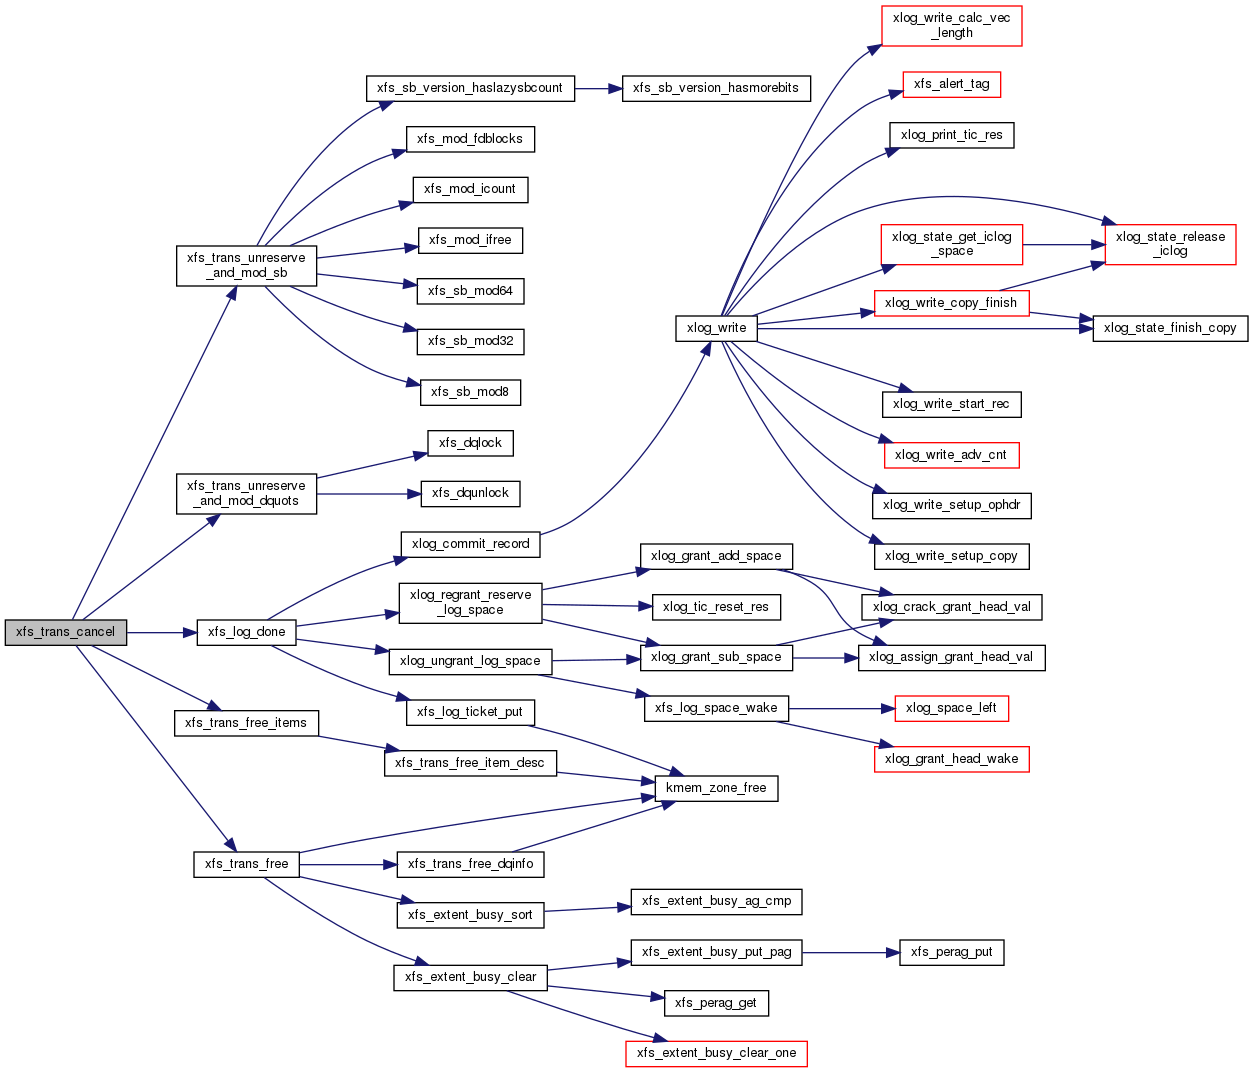 xlog_write_calc_vec
_length
xfs_alert_tag
xfs_sb_version_haslazysbcount
xfs_sb_version_hasmorebits
xfs_mod_fdblocks
xlog_print_tic_res
xfs_mod_icount
xfs_trans_unreserve
_and_mod_sb
xfs_mod_ifree
xlog_state_get_iclog
_space
xlog_state_release
_iclog
xfs_sb_mod64
xlog_write_copy_finish
xfs_sb_mod32
xlog_write
xlog_state_finish_copy
xfs_sb_mod8
xlog_write_start_rec
xfs_dqlock
xlog_write_adv_cnt
xfs_trans_unreserve
_and_mod_dquots
xfs_dqunlock
xlog_write_setup_ophdr
xlog_commit_record
xlog_grant_add_space
xlog_write_setup_copy
xlog_regrant_reserve
_log_space
xlog_tic_reset_res
xlog_crack_grant_head_val
xfs_trans_cancel
xfs_log_done
xlog_ungrant_log_space
xlog_grant_sub_space
xlog_assign_grant_head_val
xfs_trans_free_items
xfs_log_ticket_put
xfs_log_space_wake
xlog_space_left
xfs_trans_free_item_desc
xlog_grant_head_wake
kmem_zone_free
xfs_trans_free
xfs_trans_free_dqinfo
xfs_extent_busy_sort
xfs_extent_busy_ag_cmp
xfs_extent_busy_clear
xfs_extent_busy_put_pag
xfs_perag_put
xfs_perag_get
xfs_extent_busy_clear_one